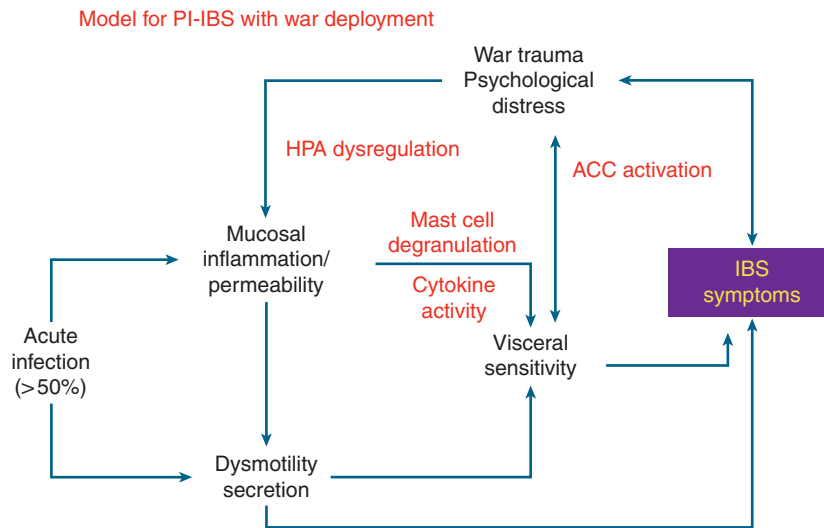 Model for PI-IBS with war deployment
War trauma
Psychological
distress
HPA dysregulation
ACC activation
Mast cell
degranulation
Mucosal
inflammation/
permeability
Cytokine
activity
IBS
symptoms
Acute
infection
(>50%)
Visceral
sensitivity
Dysmotility
secretion